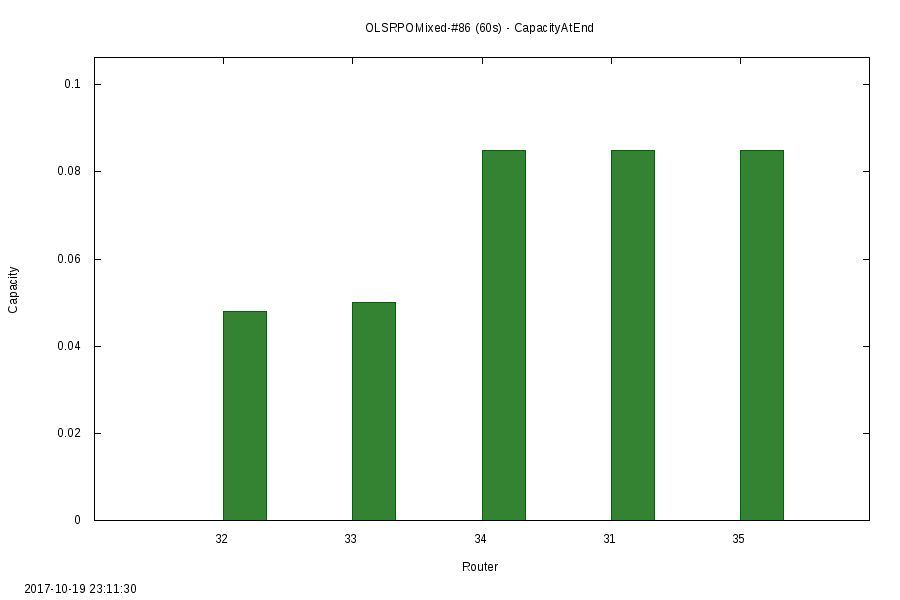 OLSRPOMixed-#86 (60s) - CapacityAtEnd
0.1
0.08
0.06
0.04
0.02
0
Capacity
32 33 34 31 35
Router
2017-10-19 23:11:30